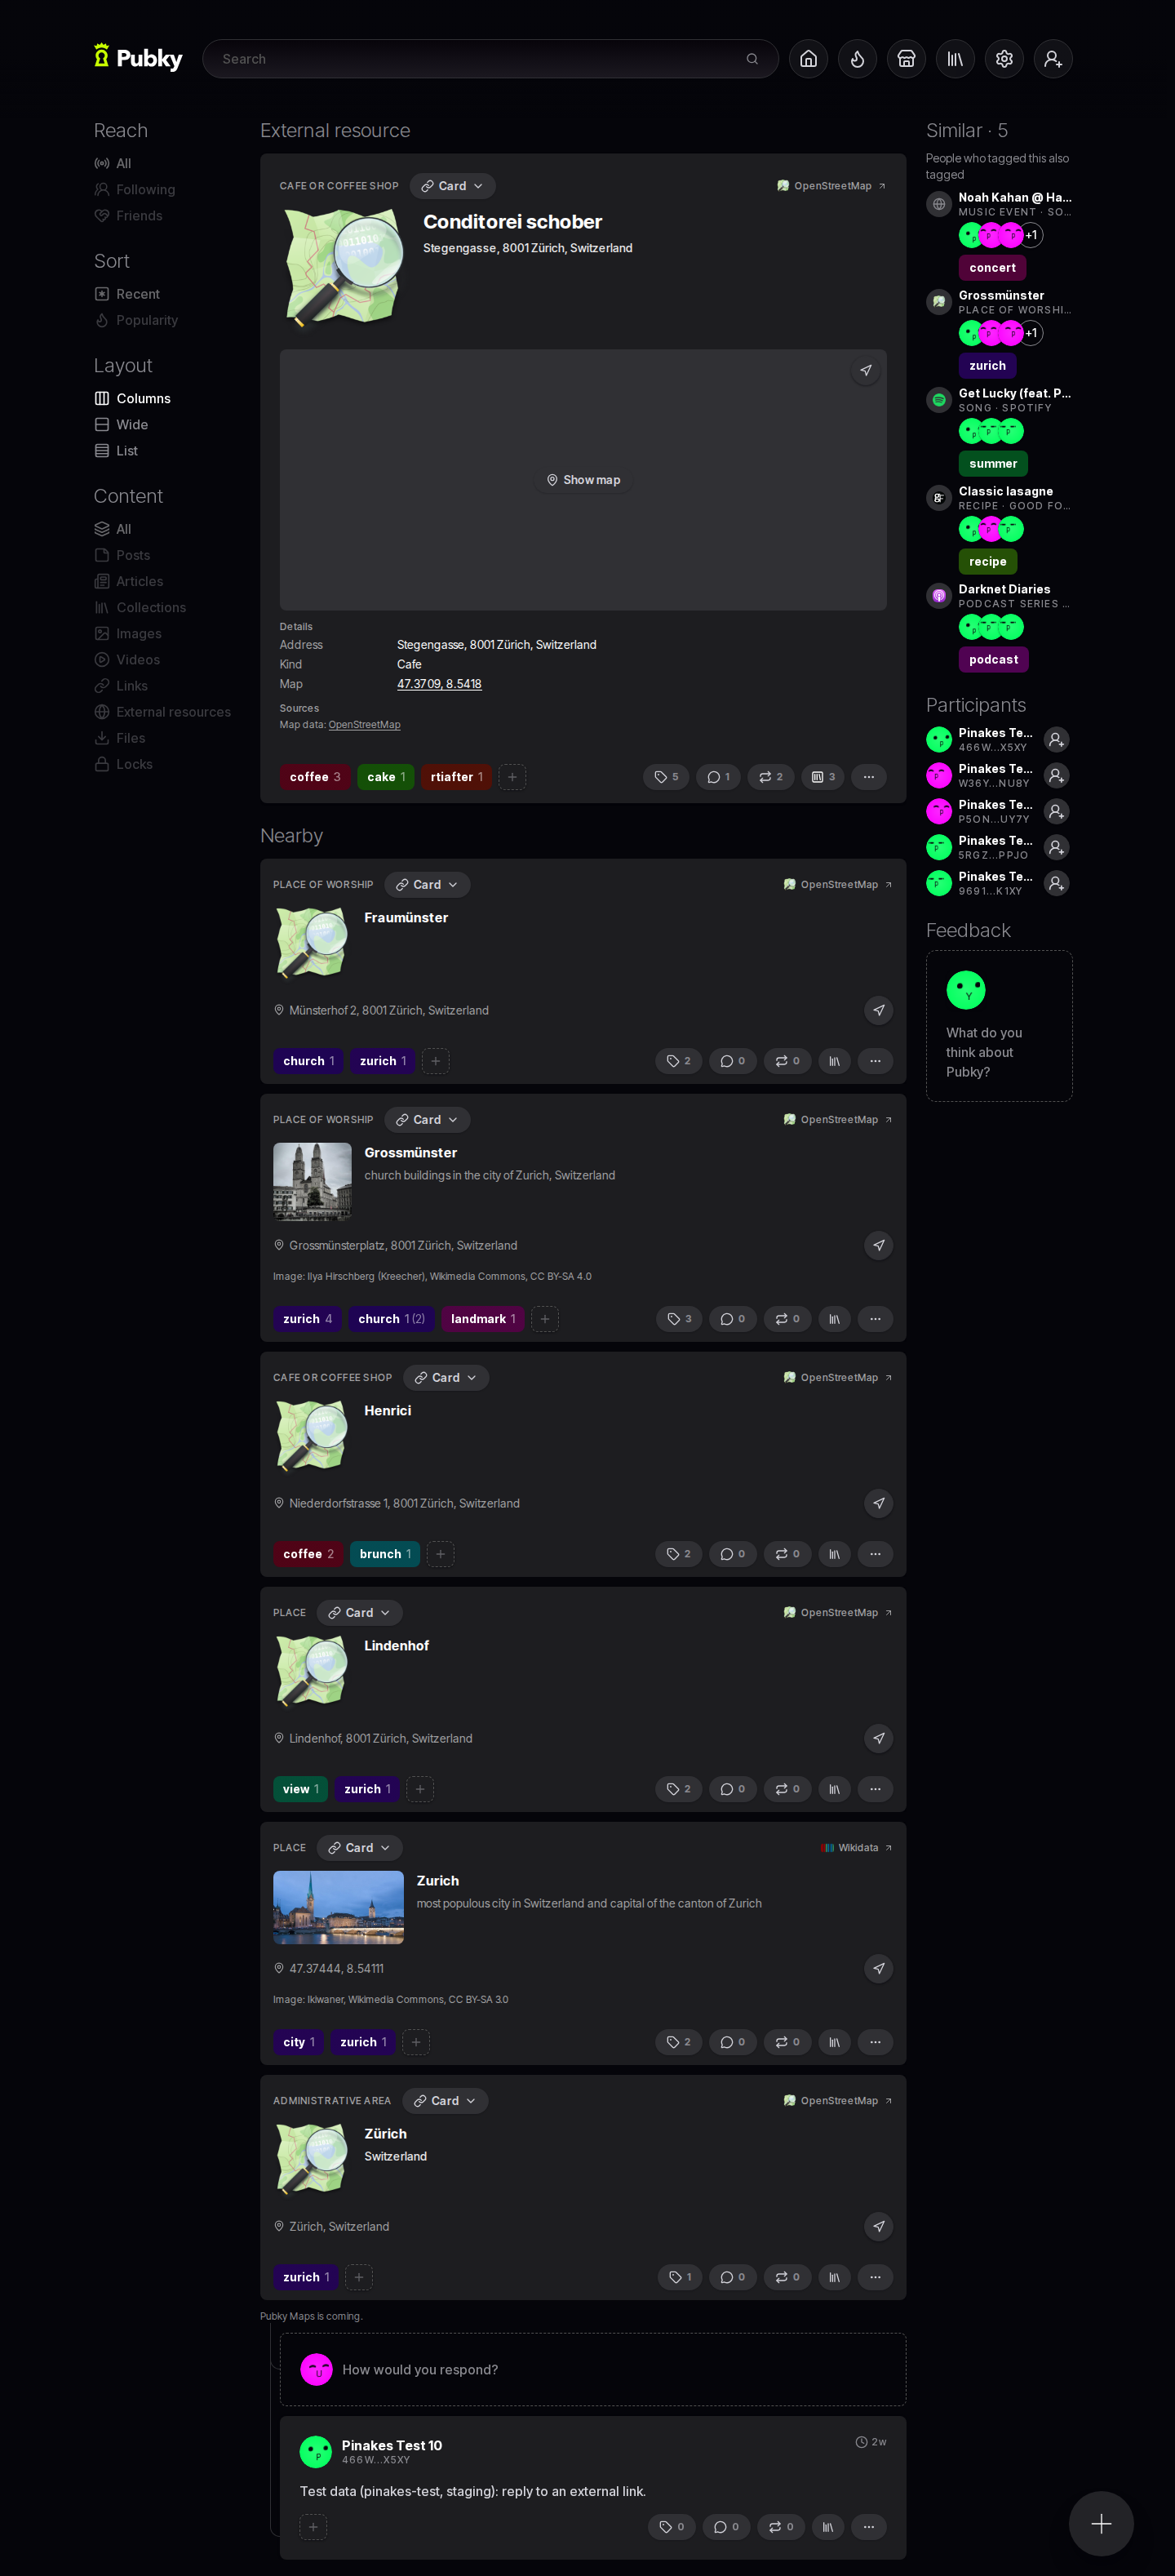 Pubky
Search
Reach
All
Following
Friends
Sort
Recent
Popularity
Layout
Columns
Wide
List
Content
All
Posts
Articles
Collections
Images
Videos
Links
External resources
Files
Locks
External resource
CAFE OR COFFEE SHOP Card OpenStreetMap
Conditorei schober
Stegengasse, 8001 Zürich, Switzerland
Show map
Details
Address Stegengasse, 8001 Zürich, Switzerland
Kind Cafe
Map 47.3709, 8.5418
Sources
Map data: OpenStreetMap
coffee 3 cake 1 rtiafter 1 5 1 2 3
Nearby
PLACE OF WORSHIP Card OpenStreetMap
Fraumünster
Münsterhof 2, 8001 Zürich, Switzerland
church 1 zurich 1 2 0 0
PLACE OF WORSHIP Card OpenStreetMap
Grossmünster
church buildings in the city of Zurich, Switzerland
Grossmünsterplatz, 8001 Zürich, Switzerland
Image: Ilya Hirschberg (Kreecher), Wikimedia Commons, CC BY-SA 4.0
zurich 4 church 1 (2) landmark 1 3 0 0
CAFE OR COFFEE SHOP Card OpenStreetMap
Henrici
Niederdorfstrasse 1, 8001 Zürich, Switzerland
coffee 2 brunch 1 2 0 0
PLACE Card OpenStreetMap
Lindenhof
Lindenhof, 8001 Zürich, Switzerland
view 1 zurich 1 2 0 0
PLACE Card Wikidata
Zurich
most populous city in Switzerland and capital of the canton of Zurich
47.37444, 8.54111
Image: Ikiwaner, Wikimedia Commons, CC BY-SA 3.0
city 1 zurich 1 2 0 0
ADMINISTRATIVE AREA Card OpenStreetMap
Zürich
Switzerland
Zürich, Switzerland
zurich 1 1 0 0
Pubky Maps is coming.
How would you respond?
Pinakes Test 10 2w
466W...X5XY
Test data (pinakes-test, staging): reply to an external link.
0 0 0
Similar · 5
People who tagged this also
tagged
Noah Kahan @ Ha...
MUSIC EVENT · SO...
+1
concert
Grossmünster
PLACE OF WORSHI...
+1
zurich
Get Lucky (feat. P...
SONG · SPOTIFY
summer
Classic lasagne
RECIPE · GOOD FO...
recipe
Darknet Diaries
PODCAST SERIES ...
podcast
Participants
Pinakes Te...
466W...X5XY
Pinakes Te...
W36Y...NU8Y
Pinakes Te...
P5ON...UY7Y
Pinakes Te...
5RGZ...PPJO
Pinakes Te...
9691...K1XY
Feedback
What do you
think about
Pubky?